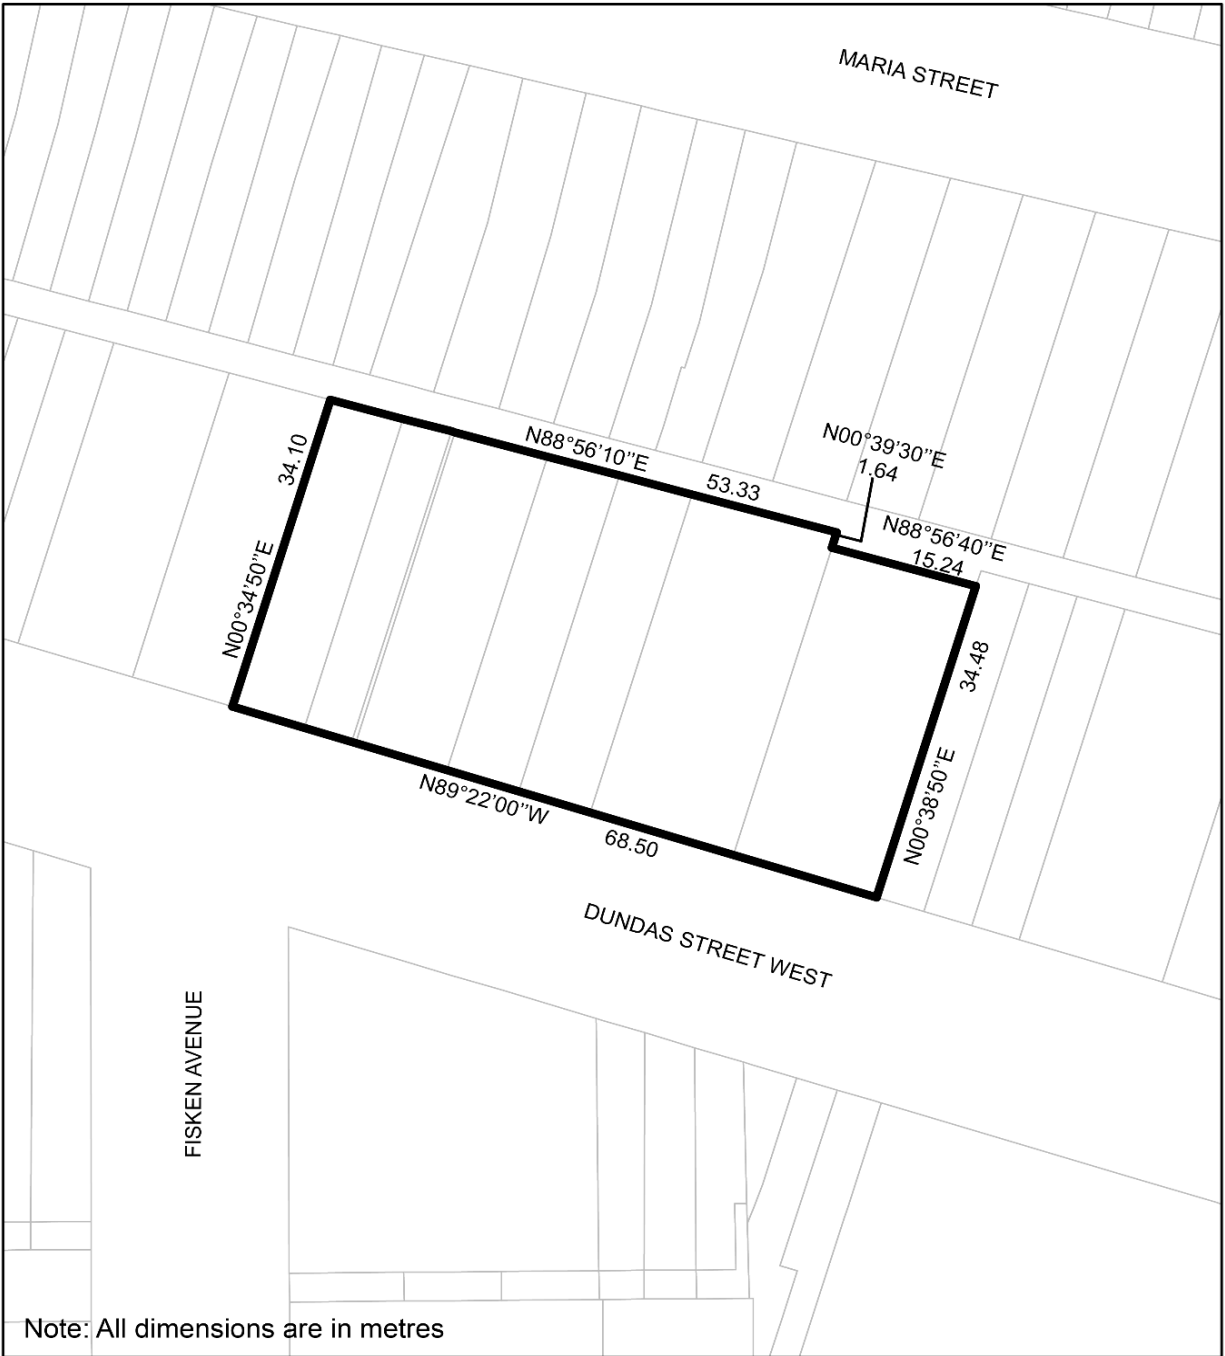 MARIA STREET
N00°39’30”E
1.64
N88°56’10”E
53.33
N88°56’40”E
15.24
34.10
N00°34’50”E
34.48
N00°38’50”E
N89°22’00”W
68.50
DUNDAS STREET WEST
FISKEN AVENUE
Note: All dimensions are in metres